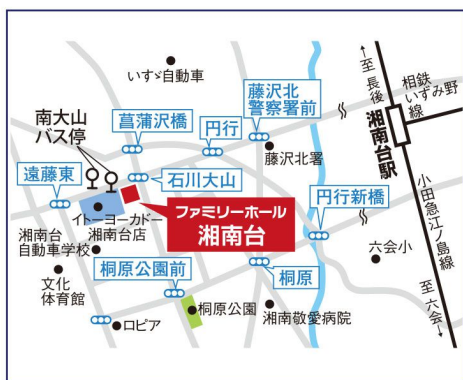 いすゞ自動車
←至 長後
相鉄
いずみ野
線
藤沢北
警察署前
南大山
バス停
菖蒲沢橋
円行
湘南台駅
藤沢北署
遠藤東
石川大山
ファミリーホール
湘南台
イトーヨーカドー
湘南台店
円行新橋
小田急江ノ島線
湘南台
自動車学校
六会小
文化
体育館
桐原公園前
桐原
至 六会→
桐原公園
湘南敬愛病院
ロピア